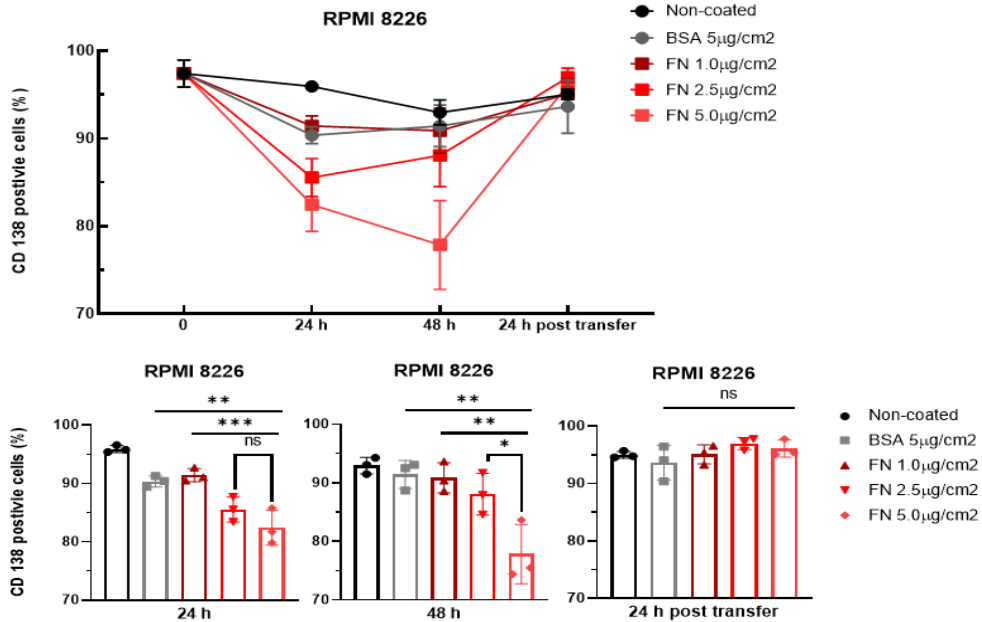 RPMI 8226
Non-coated
BSA 5µg/cm2
FN 1.0µg/cm2
FN 2.5µg/cm2
FN 5.0µg/cm2
CD 138 postivie cells (%)
100
90
80
70
0
24 h
48 h
24 h post transfer
RPMI 8226
**
***
ns
CD 138 postivie cells (%)
100
90
80
70
24 h
RPMI 8226
**
**
*
100
90
80
70
48 h
RPMI 8226
ns
100
90
80
70
24 h post transfer
Non-coated
BSA 5µg/cm2
FN 1.0µg/cm2
FN 2.5µg/cm2
FN 5.0µg/cm2